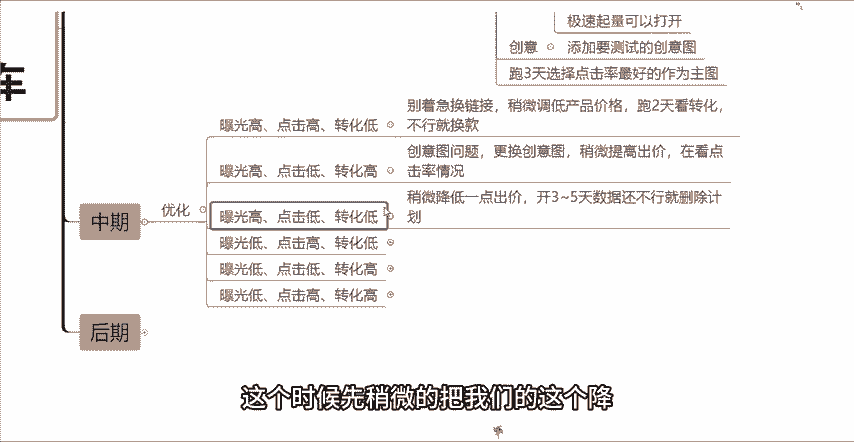 极速起量可以打开
创意
添加要测试的创意图
跑3天选择点击率最好的作为主图
车
曝光高、点击高、转化低
别着急换链接，稍微调低产品价格，跑2天看转化，
不行就换款
曝光高、点击低、转化高
创意图问题，更换创意图，稍微提高出价，在看点
击率情况
中期
优化
曝光高、点击低、转化低
稍微降低一点出价，开3~5天数据还不行就删除计
划
曝光低、点击高、转化低
曝光低、点击低、转化高
曝光低、点击高、转化高
后期
这个时候先稍微的把我们的这个降